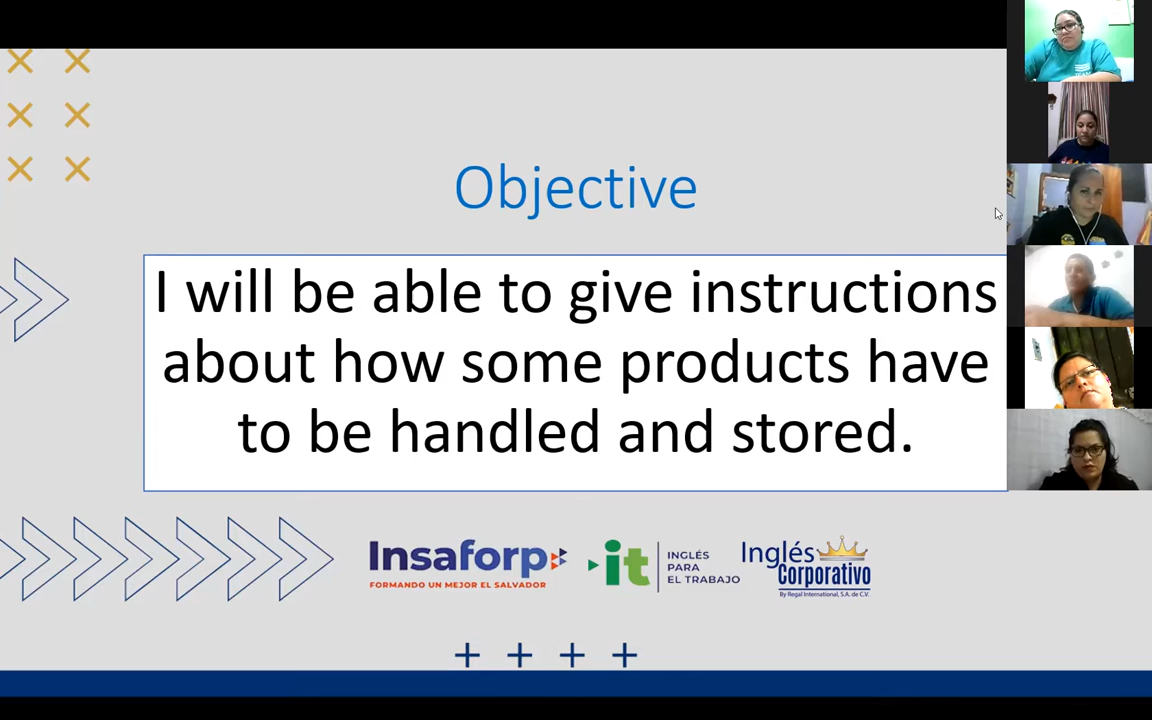 Objective
I will be able to give instructions
about how some products have
to be handled and stored.
Insaforp
FORMANDO UN MEJOR EL SALVADOR
it
INGLÉS
PARA
EL TRABAJO
Inglés
Corporativo
By Regal International, S.A. de C.V.